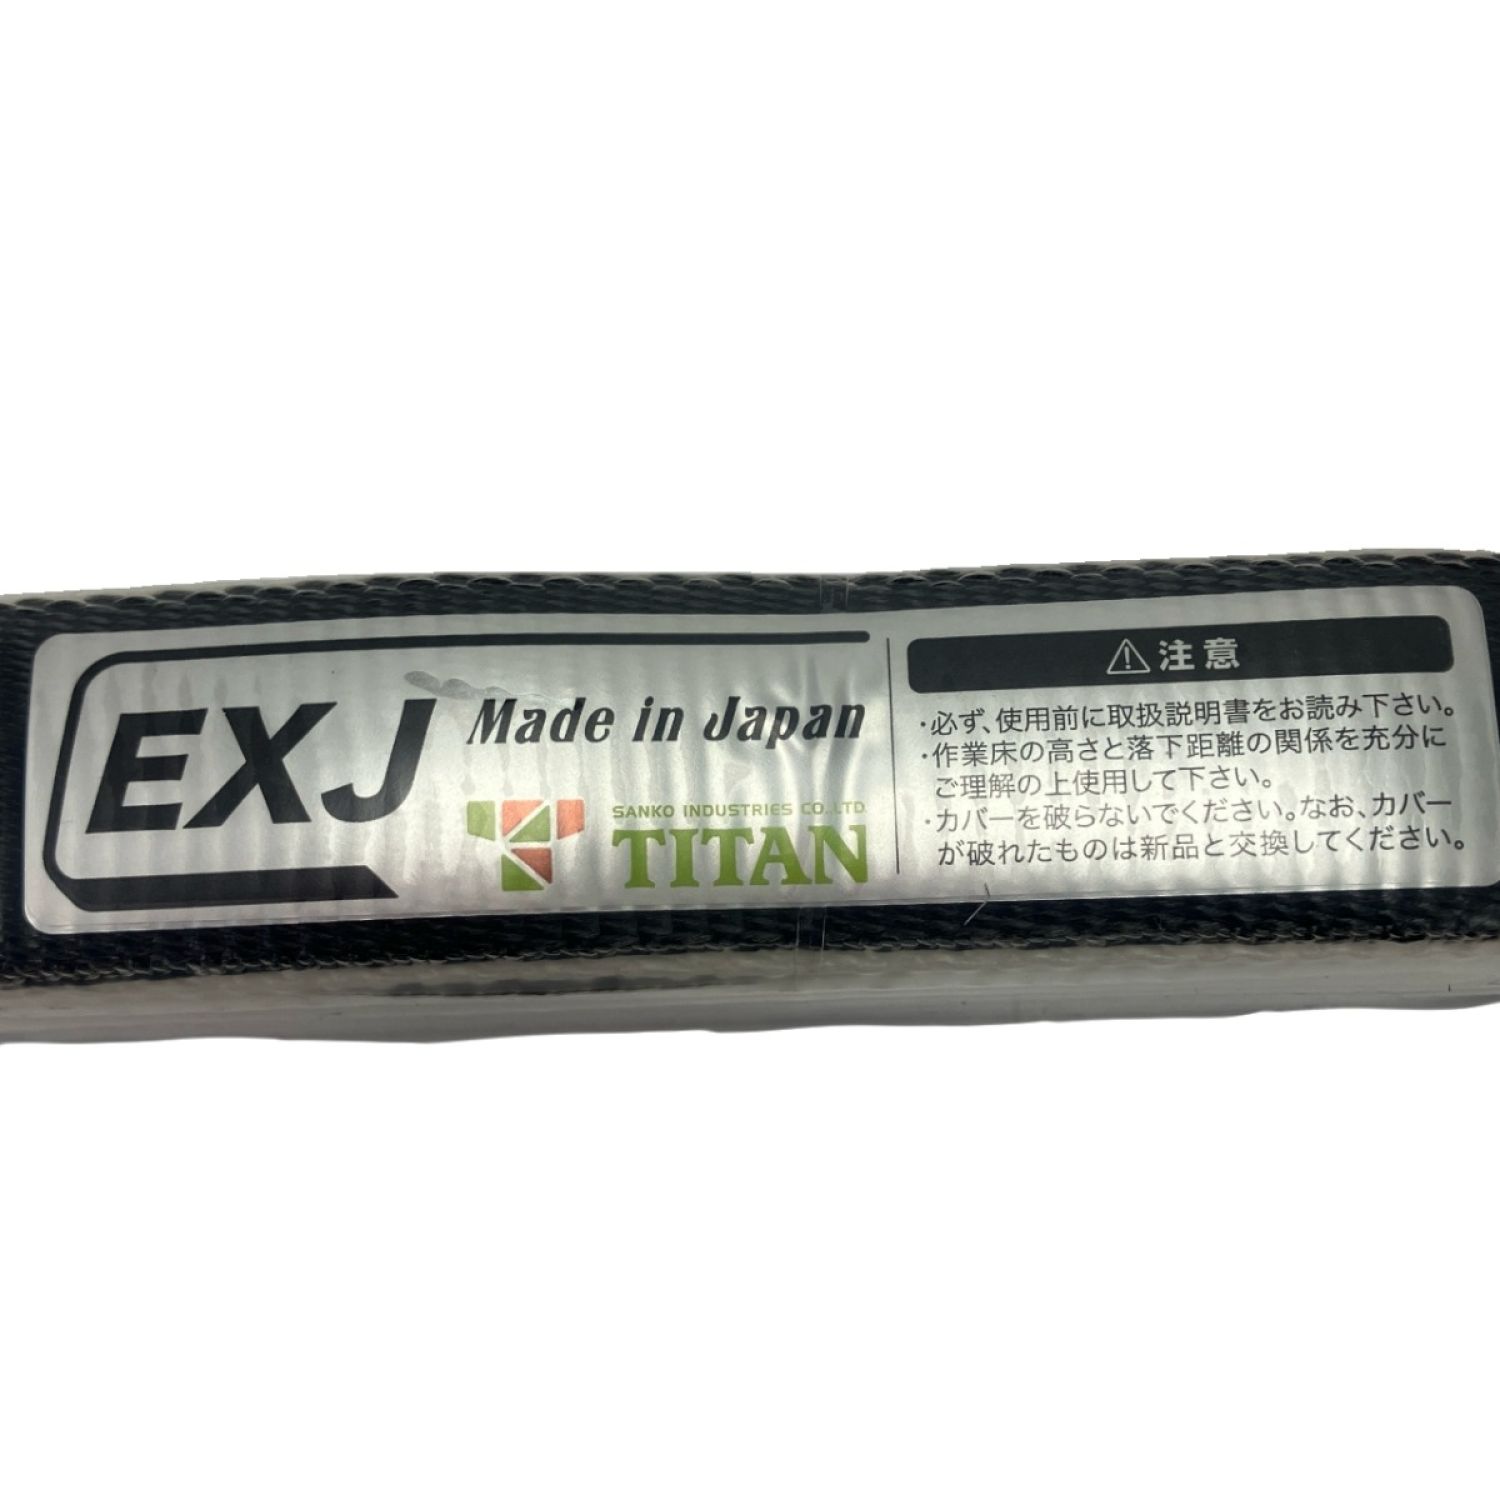 EXJ
Made in Japan
SANKO INDUSTRIES CO.,LTD.
TITAN
⚠注意
・必ず、使用前に取扱説明書をお読み下さい。
・作業床の高さと落下距離の関係を充分に
ご理解の上使用して下さい。
・カバーを破らないでください。なお、カバー
が破れたものは新品と交換してください。